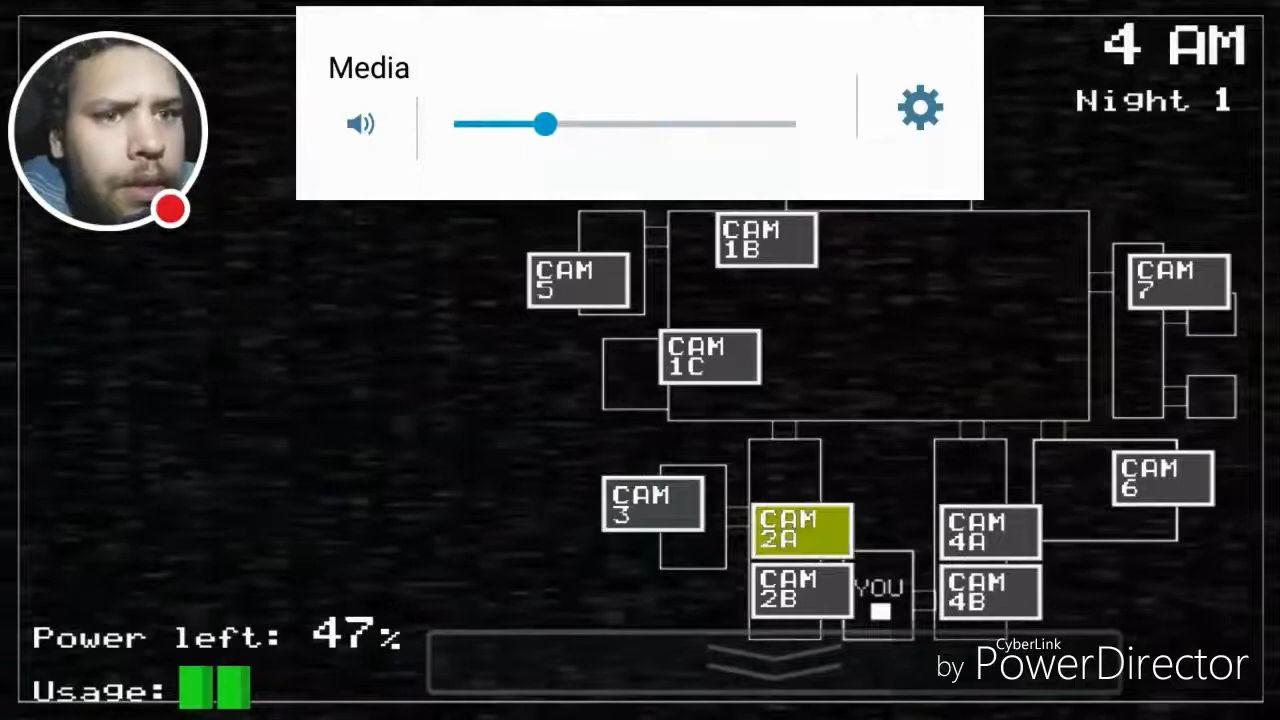 Media
4 AM
Night 1
CAM
1B
CAM
5
CAM
7
CAM
1C
CAM
6
CAM
3
CAM
2A
CAM
4A
CAM
2B
YOU
CAM
4B
Power left: 47%
Usage:
CyberLink
by PowerDirector